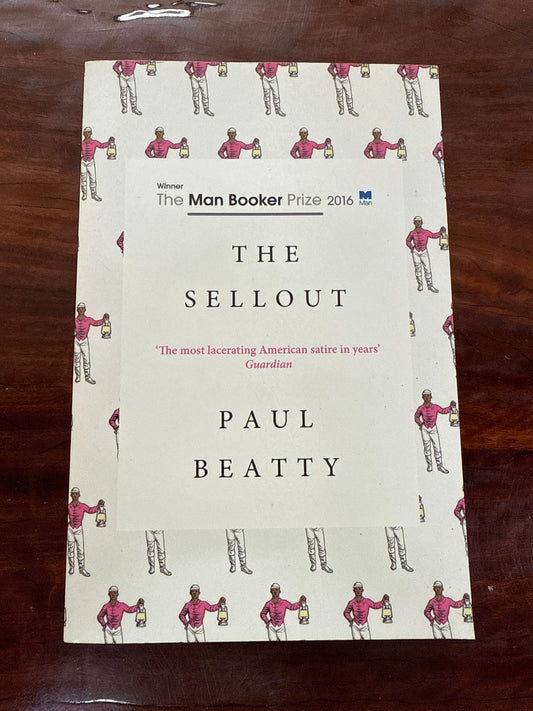 Winner
The Man Booker Prize 2016 Man
THE
SELLOUT
‘The most lacerating American satire in years’
Guardian
PAUL
BEATTY